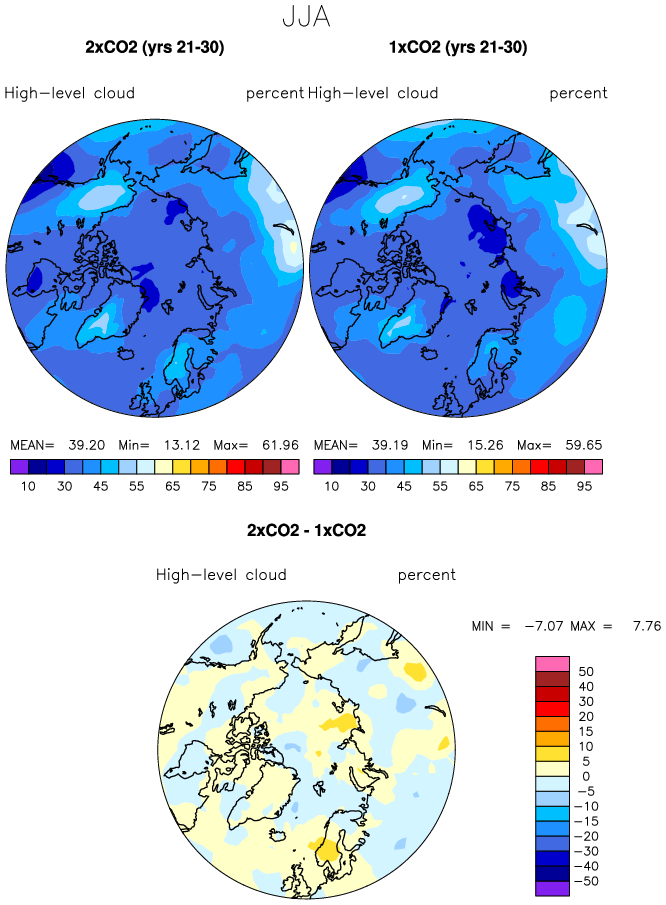 JJA
2xCO2 (yrs 21-30) 1xCO2 (yrs 21-30)
High-level cloud percent High-level cloud percent
MEAN= 39.20 Min= 13.12 Max= 61.96 MEAN= 39.19 Min= 15.26 Max= 59.65
10 30 45 55 65 75 85 95 10 30 45 55 65 75 85 95
2xCO2 - 1xCO2
High-level cloud percent
MIN = -7.07 MAX = 7.76
50
40
30
20
15
10
5
0
-5
-10
-15
-20
-30
-40
-50